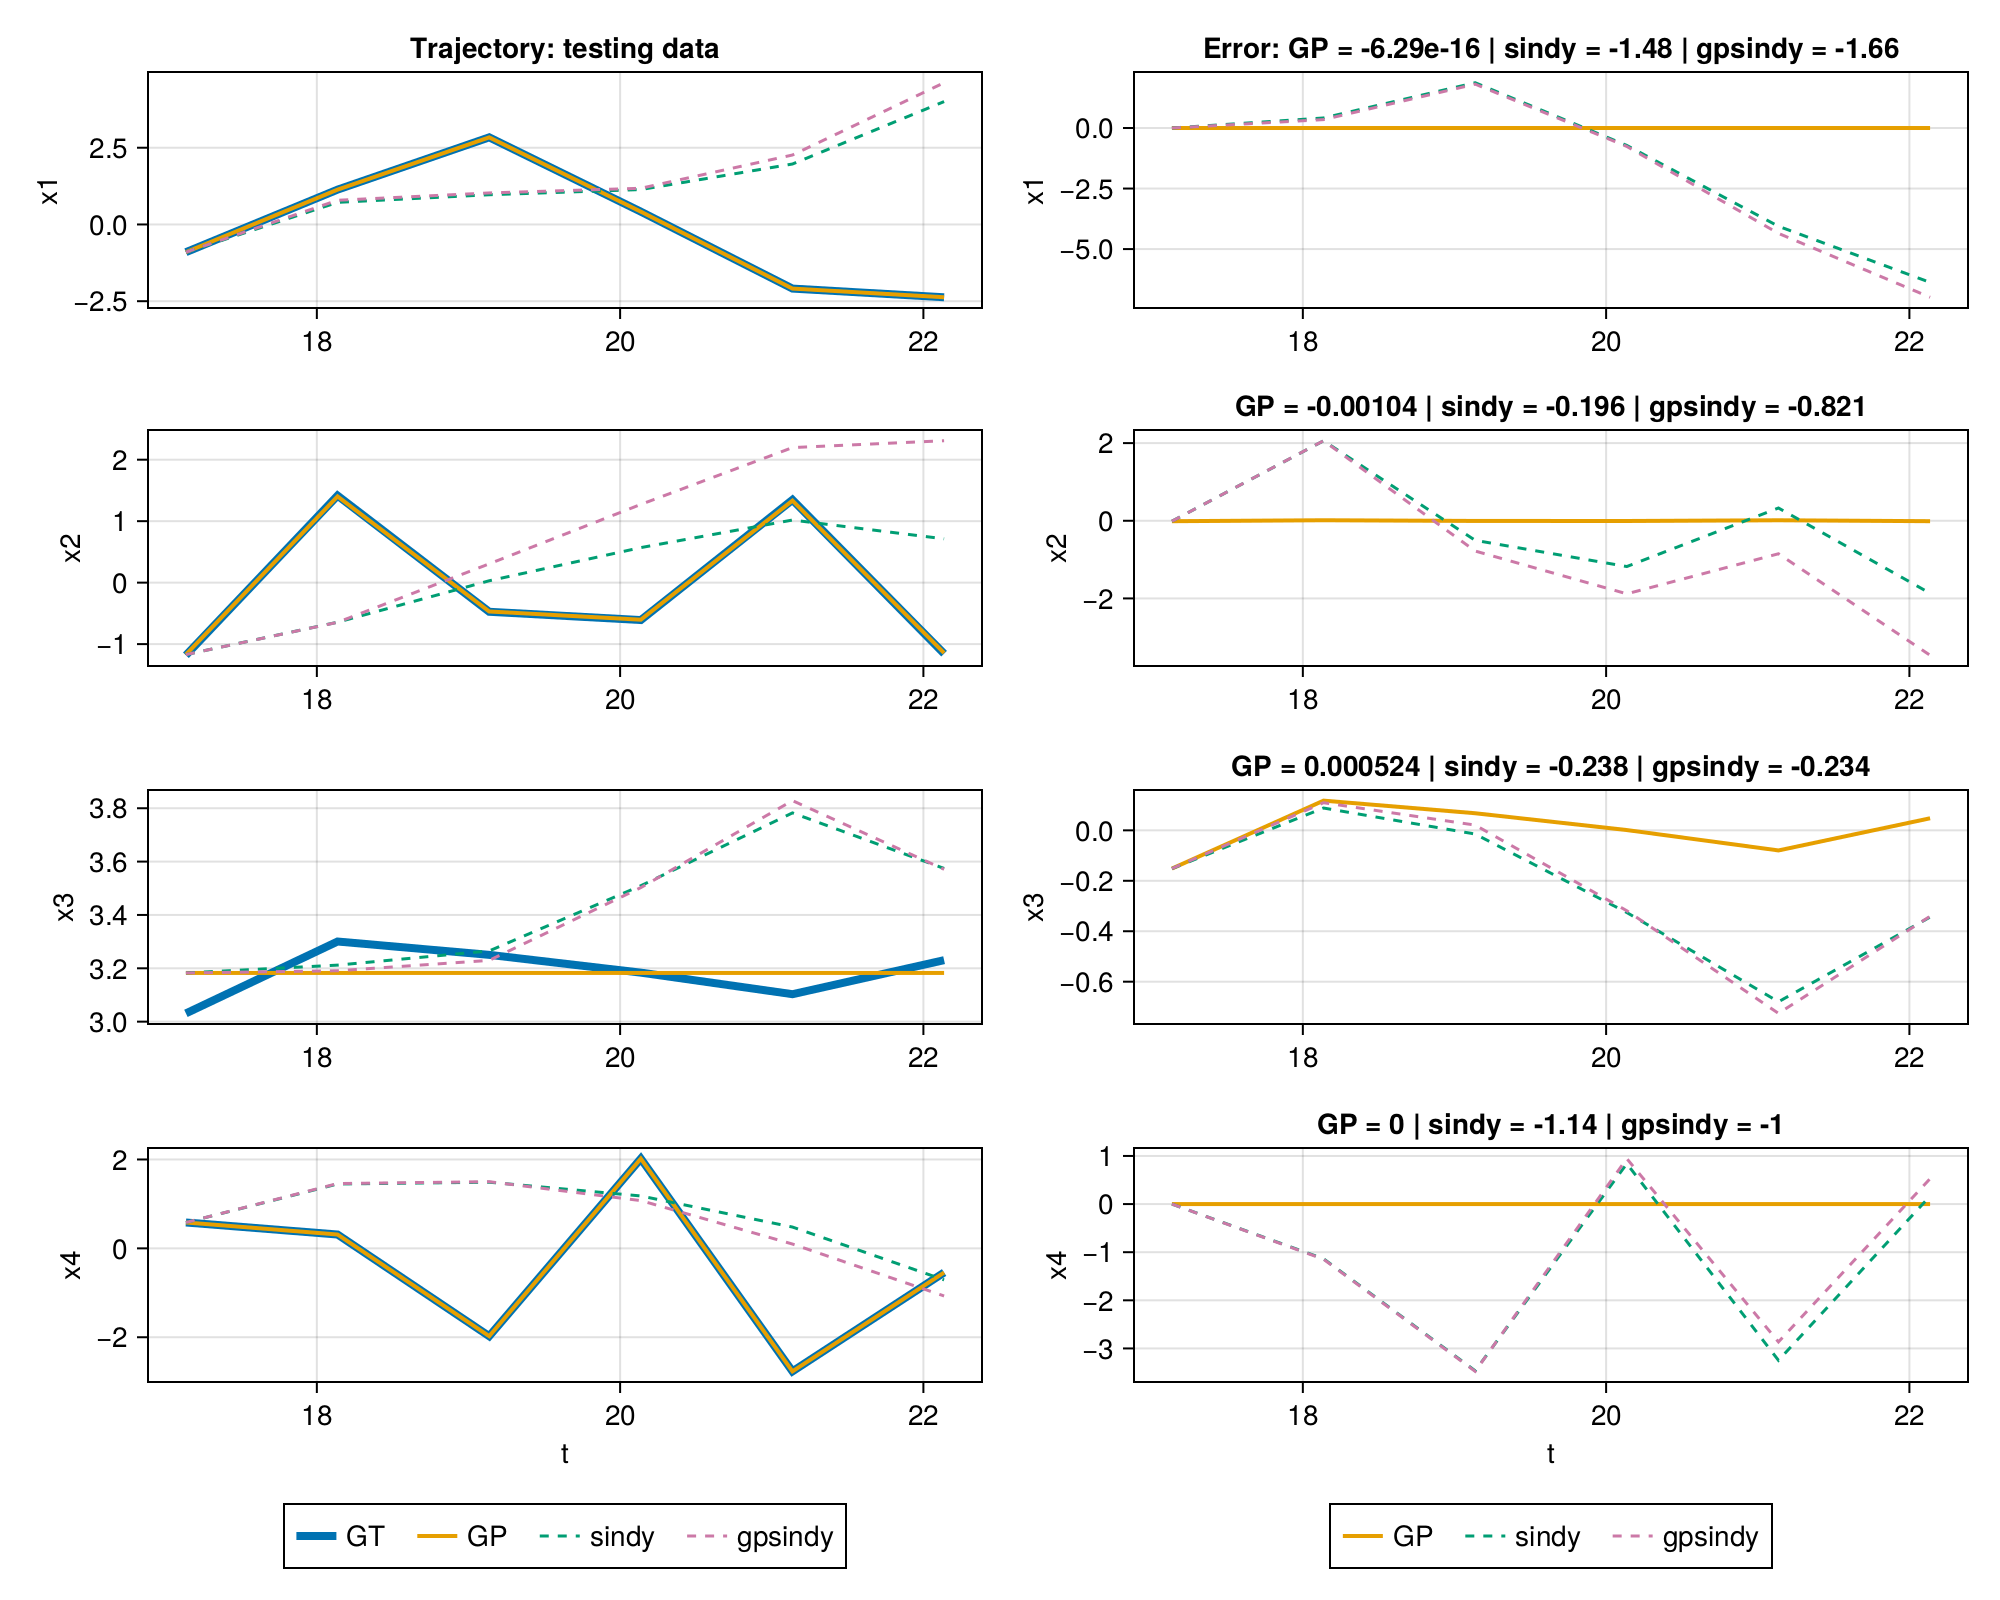 Trajectory: testing data
x1
2.5
0.0
−2.5
18 20 22
Error: GP = -6.29e-16 | sindy = -1.48 | gpsindy = -1.66
x1
0.0
−2.5
−5.0
18 20 22
x2
2
1
0
−1
18 20 22
GP = -0.00104 | sindy = -0.196 | gpsindy = -0.821
x2
2
0
−2
18 20 22
x3
3.8
3.6
3.4
3.2
3.0
18 20 22
GP = 0.000524 | sindy = -0.238 | gpsindy = -0.234
x3
0.0
−0.2
−0.4
−0.6
18 20 22
x4
2
0
−2
18 20 22
t
GP = 0 | sindy = -1.14 | gpsindy = -1
x4
1
0
−1
−2
−3
18 20 22
t
GT GP sindy gpsindy
GP sindy gpsindy